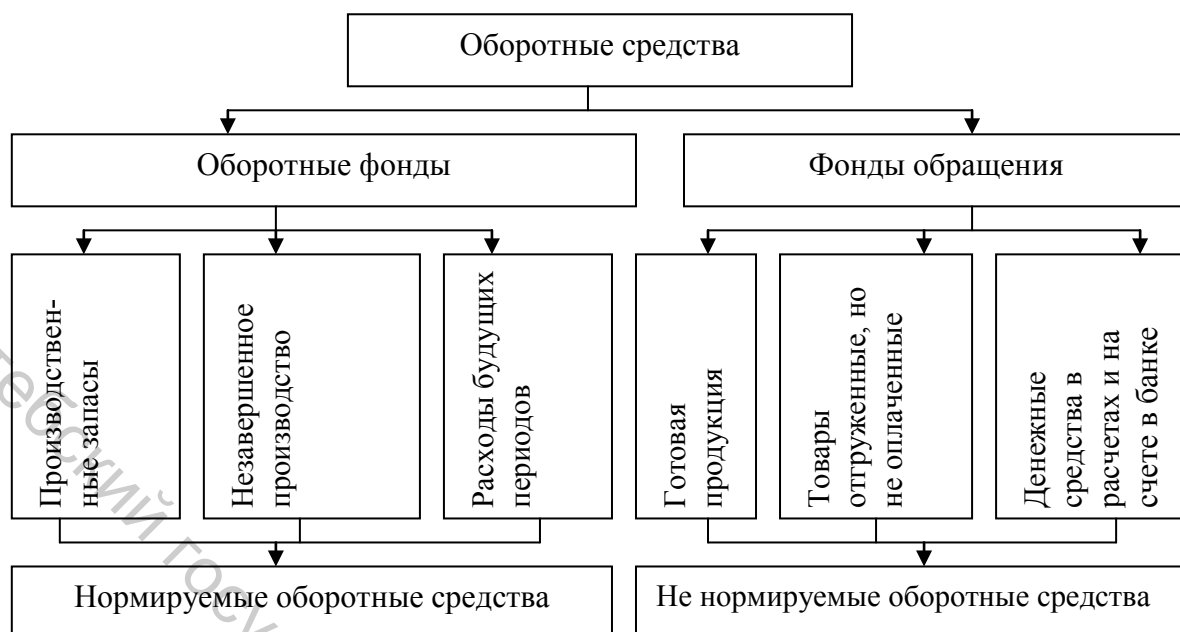 Оборотные средства
Оборотные фонды
Фонды обращения
Производствен-
ные запасы
Незавершенное
производство
Расходы будущих
периодов
Готовая
продукция
Товары
отгруженные, но
не оплаченные
Денежные
средства в
расчетах и на
счете в банке
Нормируемые оборотные средства
Не нормируемые оборотные средства